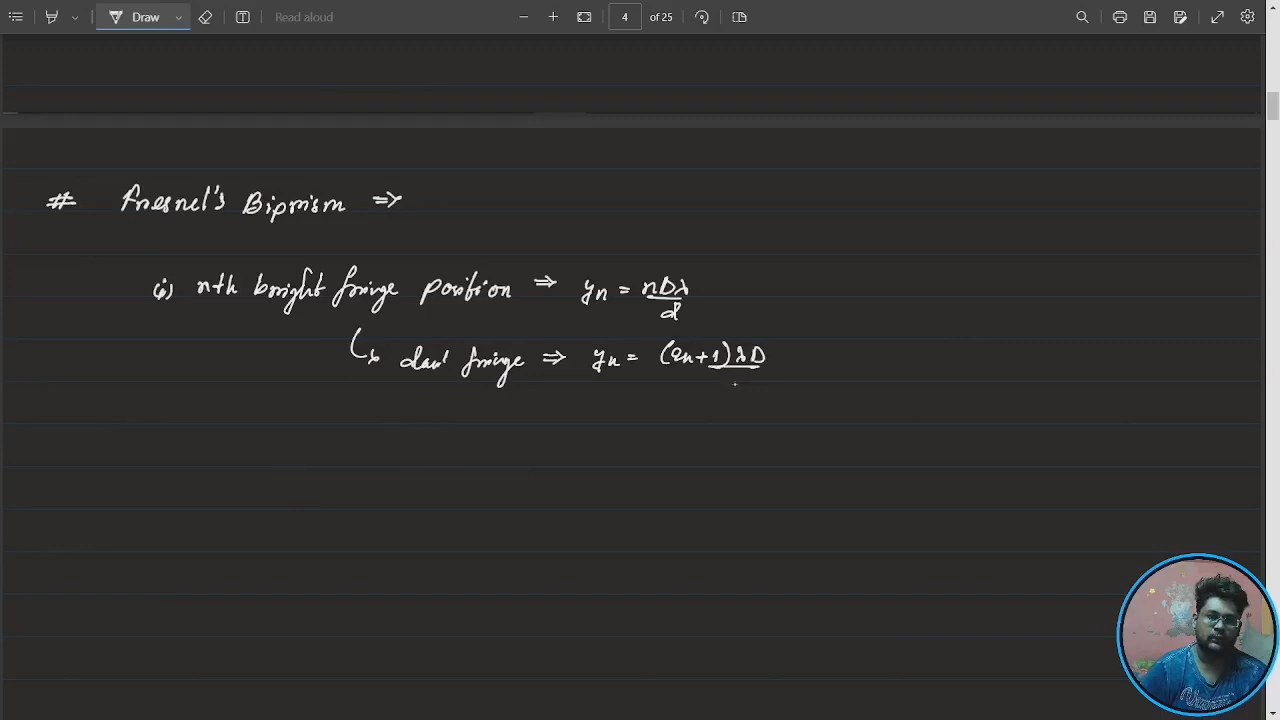 Draw
Read aloud
4 of 25
# Fresnel's Biprism ⇒
(i) nth bright fringe position ⇒ yn = nDλ/d
↳ dark fringe ⇒ yn = (2n+1)λD